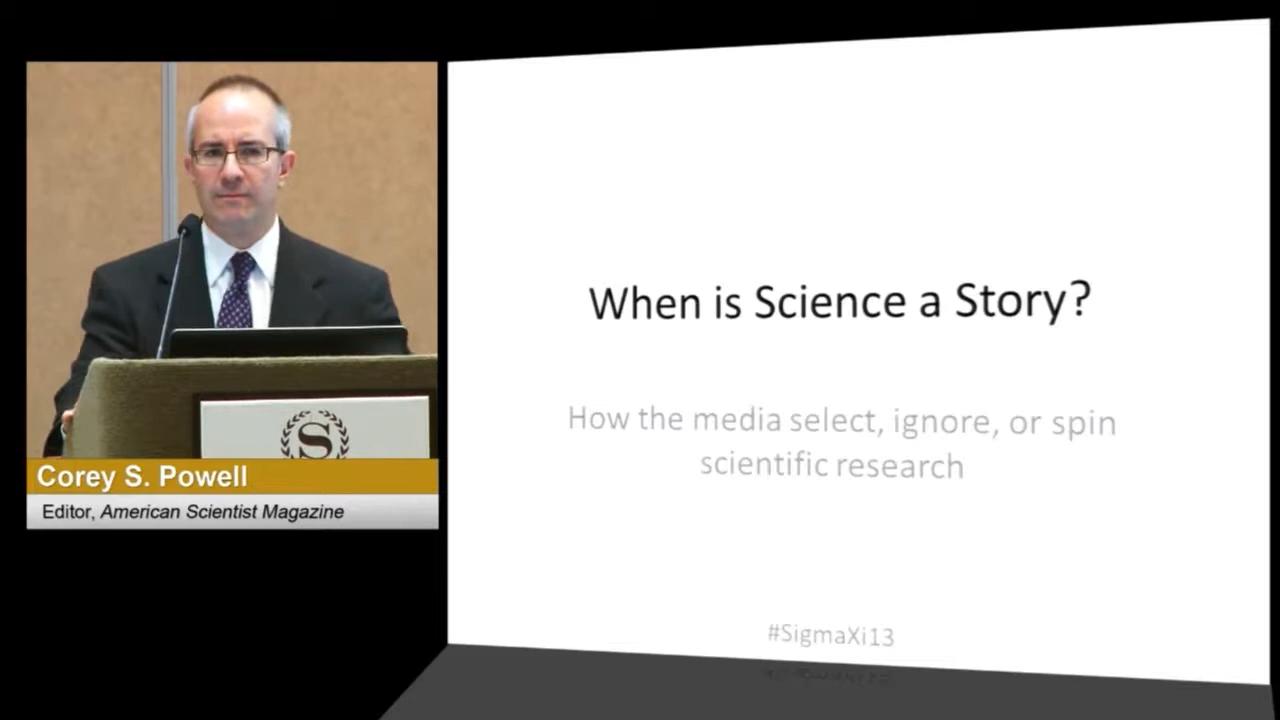 When is Science a Story?
How the media select, ignore, or spin
scientific research
#SigmaXi13
S
Corey S. Powell
Editor, American Scientist Magazine